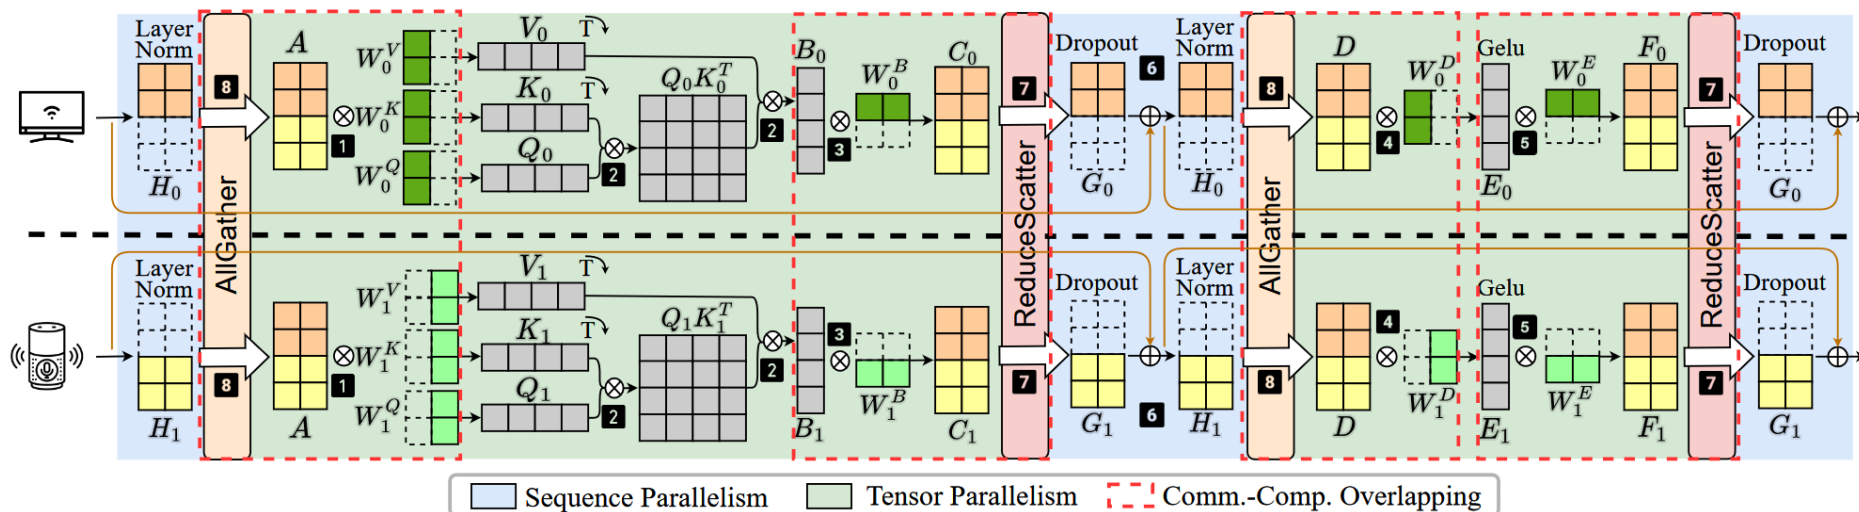 Layer Norm
H₀
8
AllGather
A
1
W₀ⱽ
W₀ᴷ
W₀Q
V₀
T
K₀
T
Q₀
2
Q₀K₀ᵀ
2
B₀
3
W₀ᴮ
C₀
7
ReduceScatter
Dropout
G₀
6
Layer Norm
H₀
8
AllGather
D
4
W₀ᴰ
Gelu
E₀
5
W₀ᴱ
F₀
7
ReduceScatter
Dropout
G₀
Layer Norm
H₁
8
A
1
W₁ⱽ
W₁ᴷ
W₁Q
V₁
T
K₁
T
Q₁
2
Q₁K₁ᵀ
2
B₁
3
W₁ᴮ
C₁
7
Dropout
G₁
6
Layer Norm
H₁
8
D
4
W₁ᴰ
Gelu
E₁
5
W₁ᴱ
F₁
7
Dropout
G₁
Sequence Parallelism
Tensor Parallelism
Comm.-Comp. Overlapping